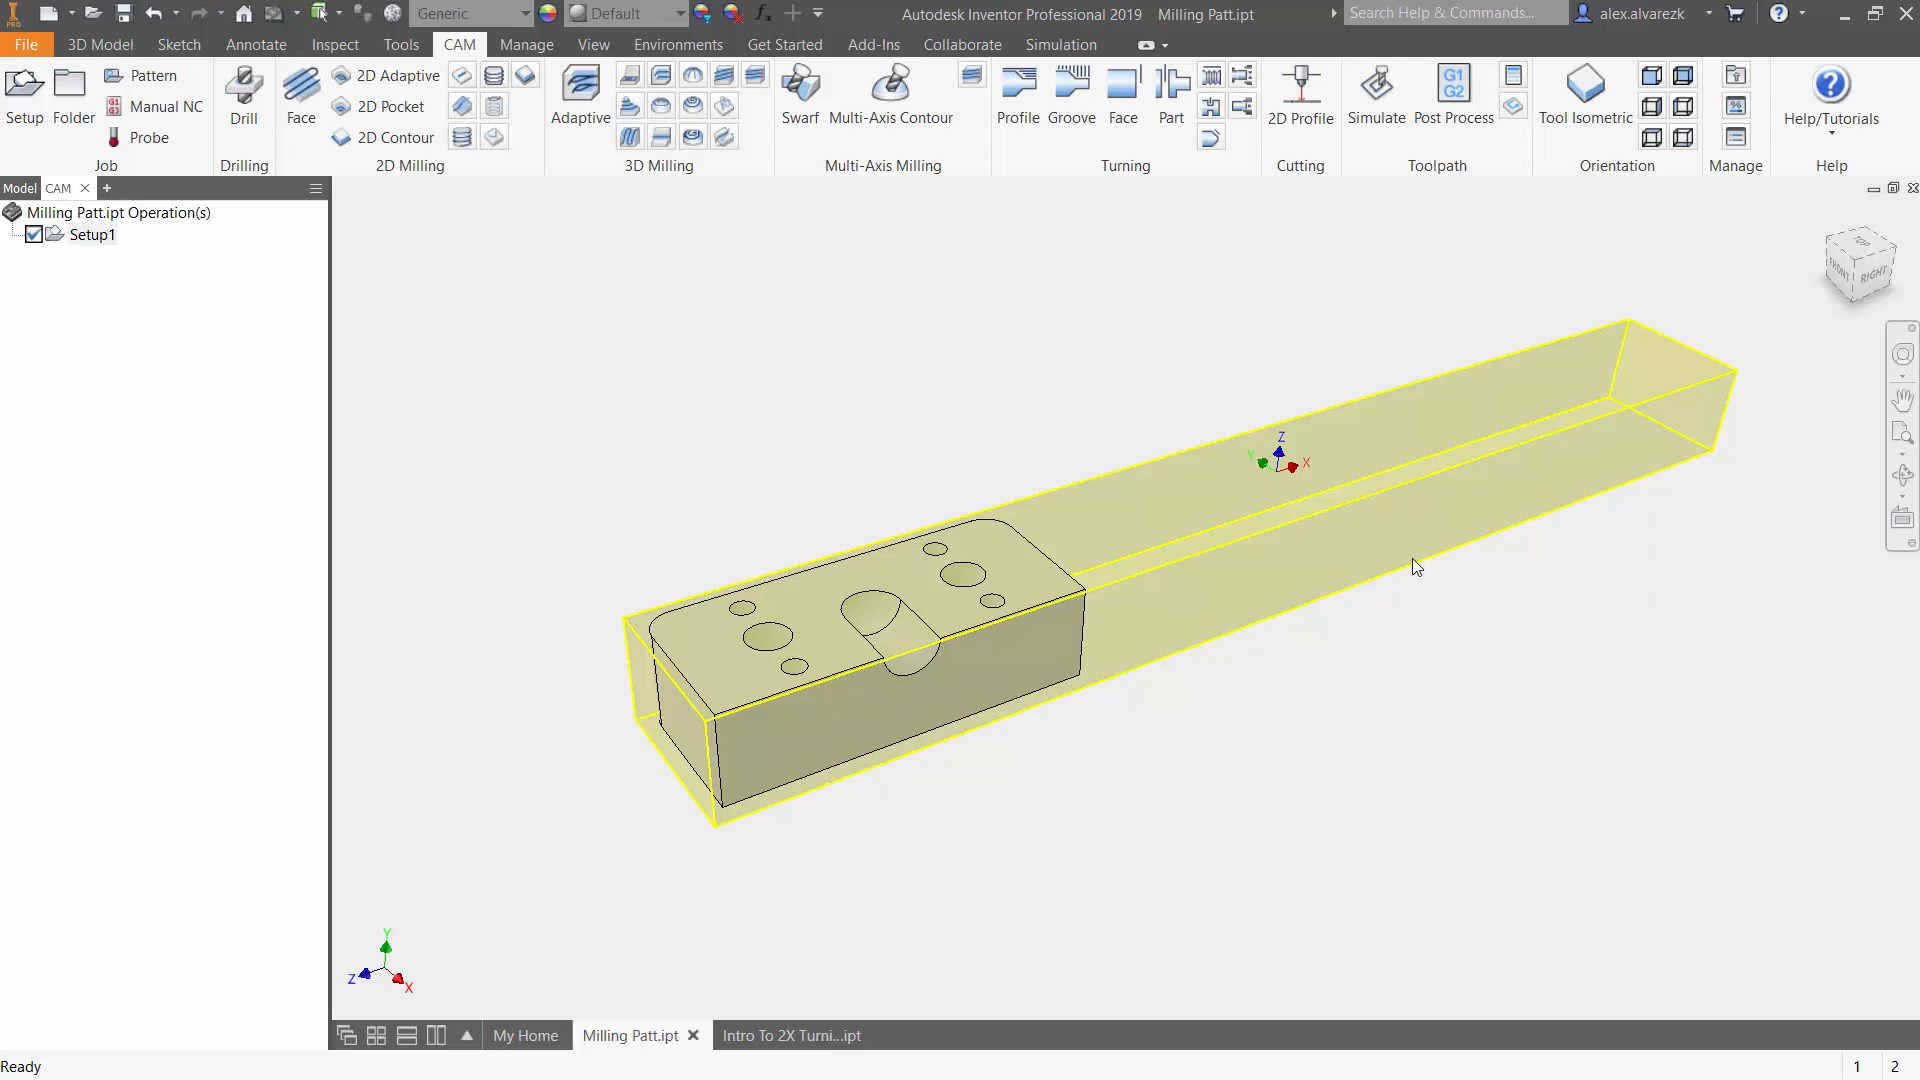 PRO
Generic
Default
Autodesk Inventor Professional 2019 Milling Patt.ipt
Search Help & Commands...
alex.alvarezk
File
3D Model
Sketch
Annotate
Inspect
Tools
CAM
Manage
View
Environments
Get Started
Add-Ins
Collaborate
Simulation
Setup
Folder
Pattern
Manual NC
Probe
Job
Drill
Drilling
Face
2D Adaptive
2D Pocket
2D Contour
2D Milling
Adaptive
3D Milling
Swarf
Multi-Axis Contour
Multi-Axis Milling
Profile
Groove
Face
Part
Turning
2D Profile
Cutting
Simulate
G1
G2
Post Process
Toolpath
Tool Isometric
Orientation
Manage
Help/Tutorials
Help
Model
CAM
Milling Patt.ipt Operation(s)
Setup1
TOP
FRONT
RIGHT
Z
Y
X
Y
Z
X
My Home
Milling Patt.ipt
Intro To 2X Turni...ipt
Ready
1
2